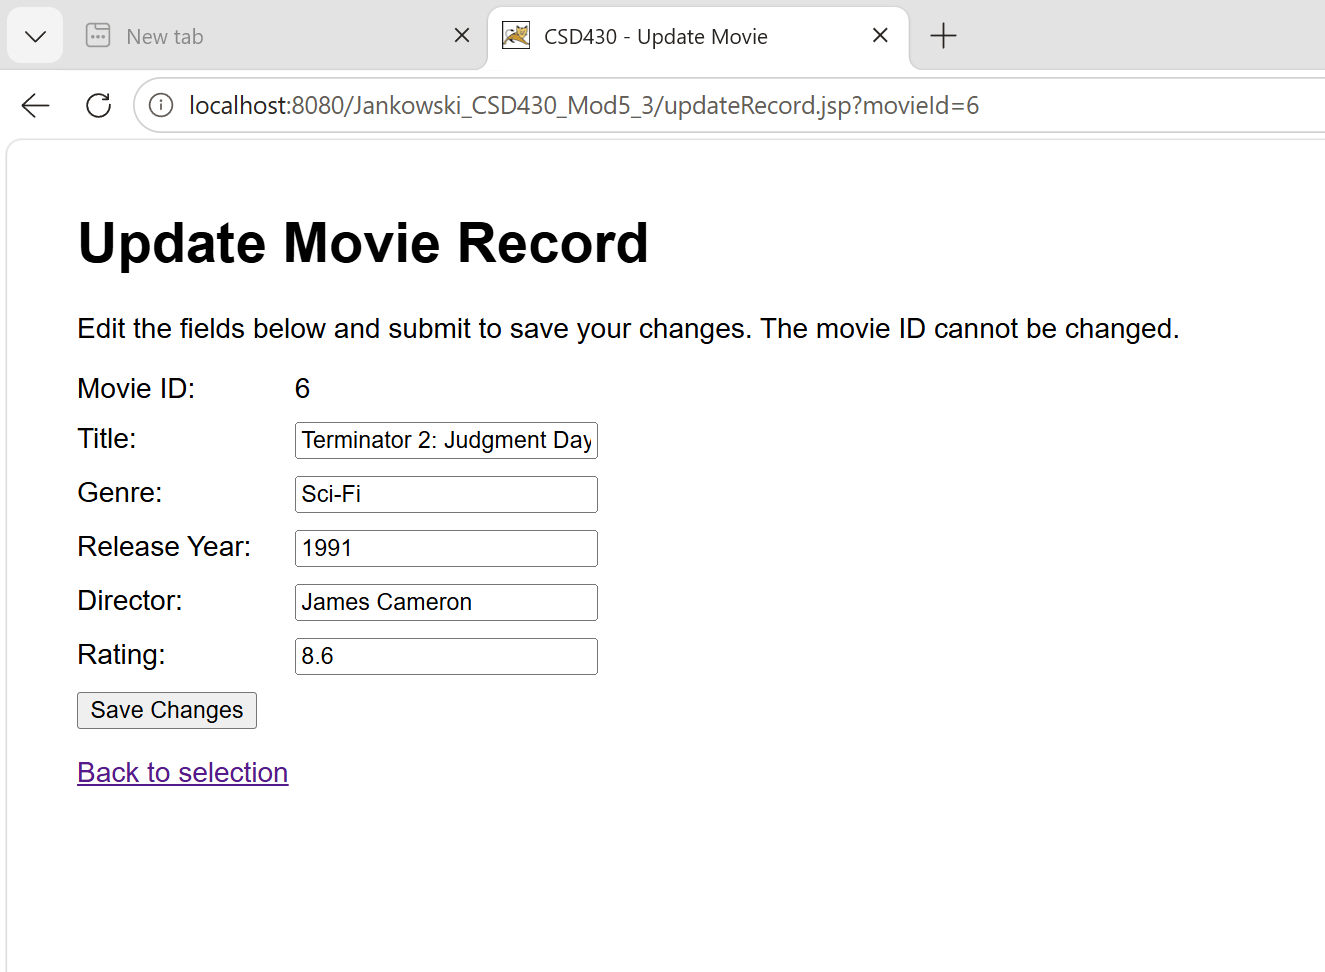 New tab
CSD430 - Update Movie
localhost:8080/Jankowski_CSD430_Mod5_3/updateRecord.jsp?movieId=6
Update Movie Record
Edit the fields below and submit to save your changes. The movie ID cannot be changed.
Movie ID: 6
Title: Terminator 2: Judgment Day
Genre: Sci-Fi
Release Year: 1991
Director: James Cameron
Rating: 8.6
Save Changes
Back to selection